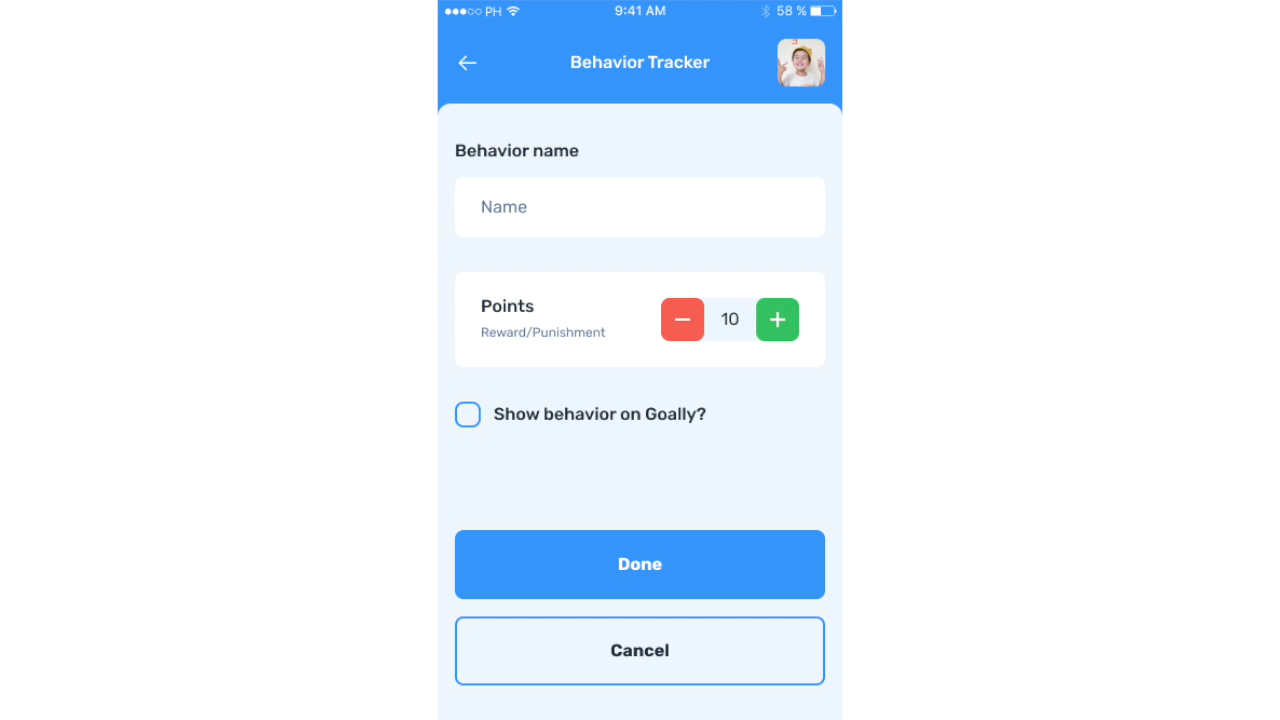 PH 9:41 AM 58 %
Behavior Tracker
Behavior name
Name
Points
Reward/Punishment
10
Show behavior on Goally?
Done
Cancel